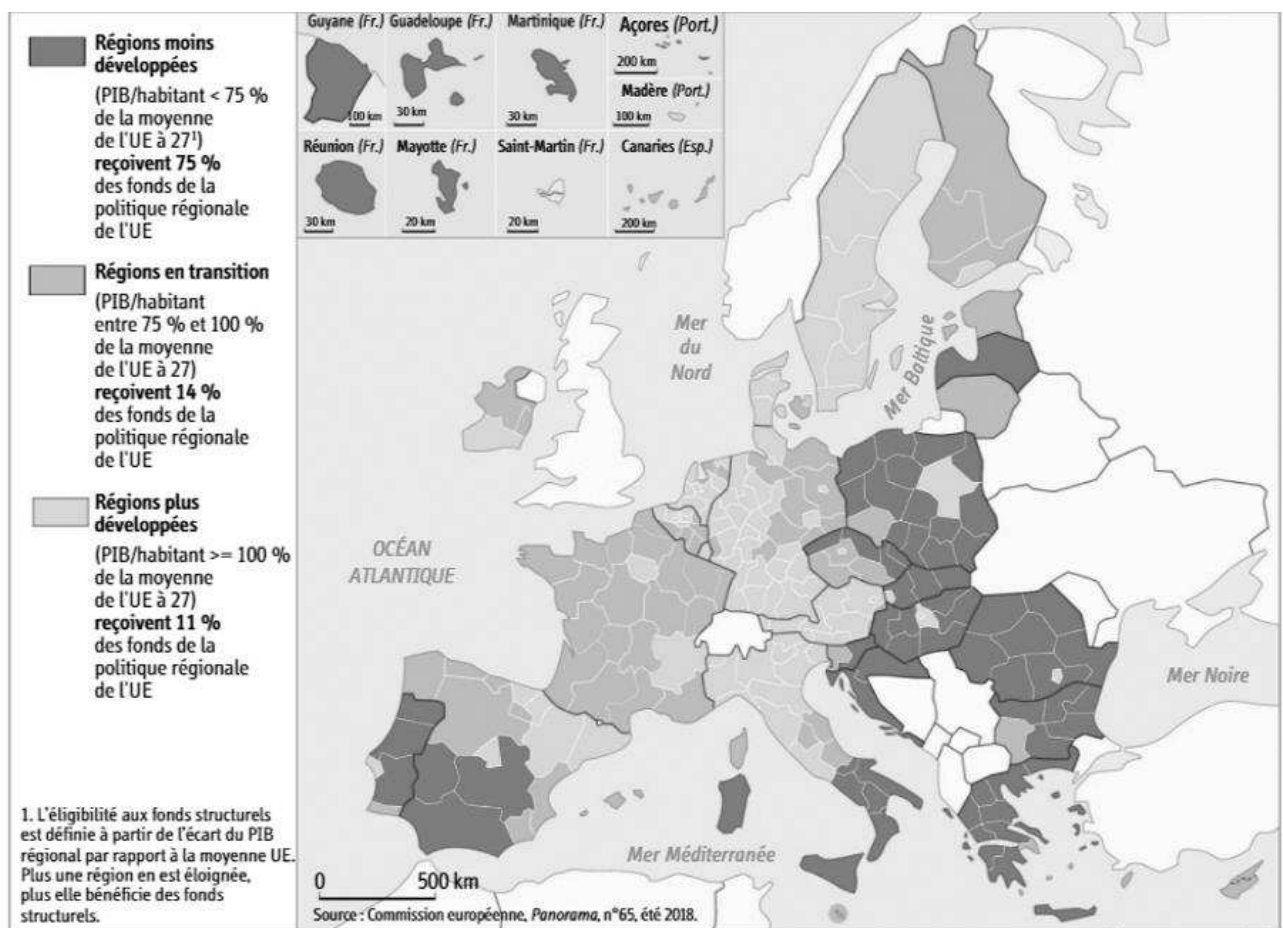 Régions moins
développées
(PIB/habitant < 75 %
de la moyenne
de l'UE à 27¹)
reçoivent 75 %
des fonds de la
politique régionale
de l'UE
Régions en transition
(PIB/habitant
entre 75 % et 100 %
de la moyenne
de l'UE à 27)
reçoivent 14 %
des fonds de la
politique régionale
de l'UE
Régions plus
développées
(PIB/habitant >= 100 %
de la moyenne
de l'UE à 27)
reçoivent 11 %
des fonds de la
politique régionale
de l'UE
1. L'éligibilité aux fonds structurels
est définie à partir de l'écart du PIB
régional par rapport à la moyenne UE.
Plus une région en est éloignée,
plus elle bénéficie des fonds
structurels.
Guyane (Fr.)
100 km
Guadeloupe (Fr.)
30 km
Martinique (Fr.)
30 km
Açores (Port.)
200 km
Madère (Port.)
100 km
Réunion (Fr.)
30 km
Mayotte (Fr.)
20 km
Saint-Martin (Fr.)
20 km
Canaries (Esp.)
200 km
Mer
du
Nord
Mer Baltique
OCÉAN
ATLANTIQUE
Mer Noire
Mer Méditerranée
0 500 km
Source : Commission européenne, Panorama, n°65, été 2018.